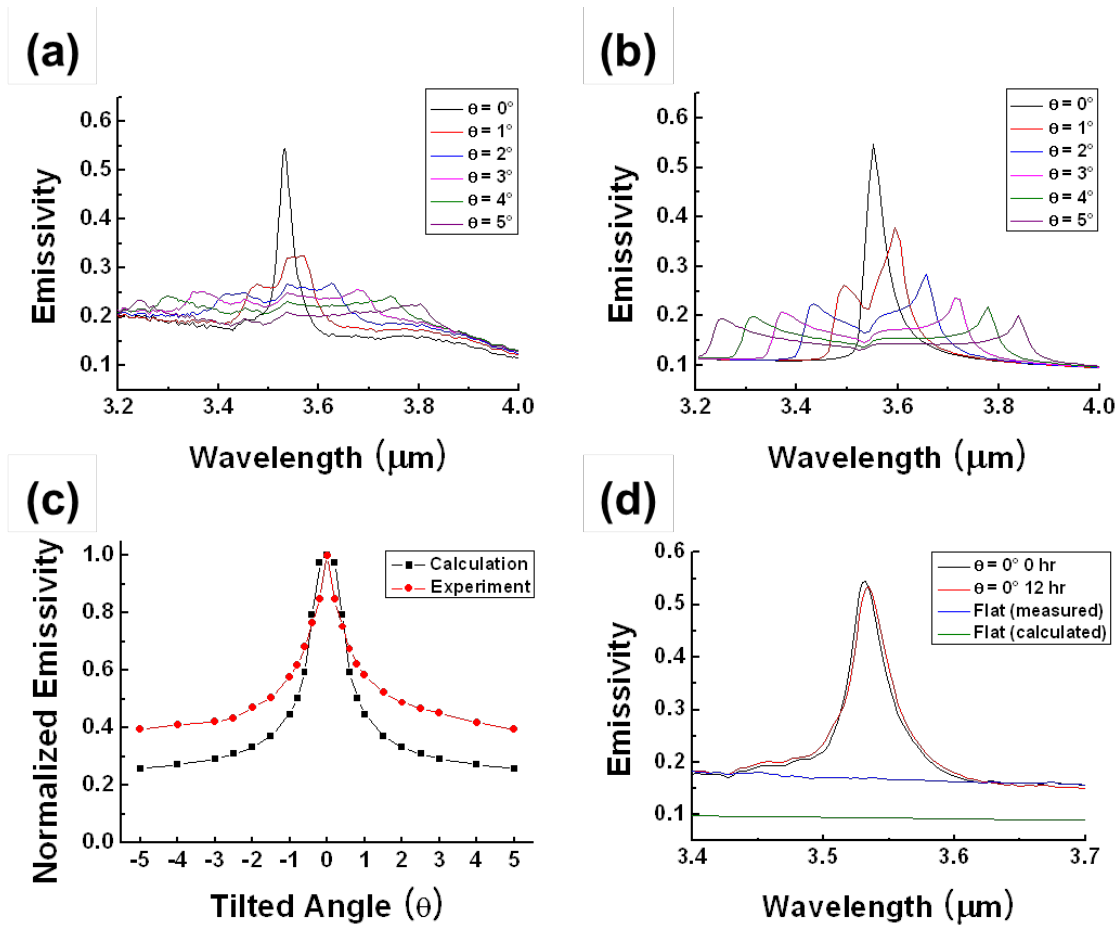 (a)
Emissivity
0.6
0.5
0.4
0.3
0.2
0.1
3.2
3.4
3.6
3.8
4.0
Wavelength (μm)
θ = 0°
θ = 1°
θ = 2°
θ = 3°
θ = 4°
θ = 5°
(b)
Emissivity
0.6
0.5
0.4
0.3
0.2
0.1
3.2
3.4
3.6
3.8
4.0
Wavelength (μm)
θ = 0°
θ = 1°
θ = 2°
θ = 3°
θ = 4°
θ = 5°
(c)
Normalized Emissivity
1.0
0.8
0.6
0.4
0.2
0.0
-5 -4 -3 -2 -1 0 1 2 3 4 5
Tilted Angle (θ)
Calculation
Experiment
(d)
Emissivity
0.6
0.5
0.4
0.3
0.2
0.1
3.4
3.5
3.6
3.7
Wavelength (μm)
θ = 0° 0 hr
θ = 0° 12 hr
Flat (measured)
Flat (calculated)